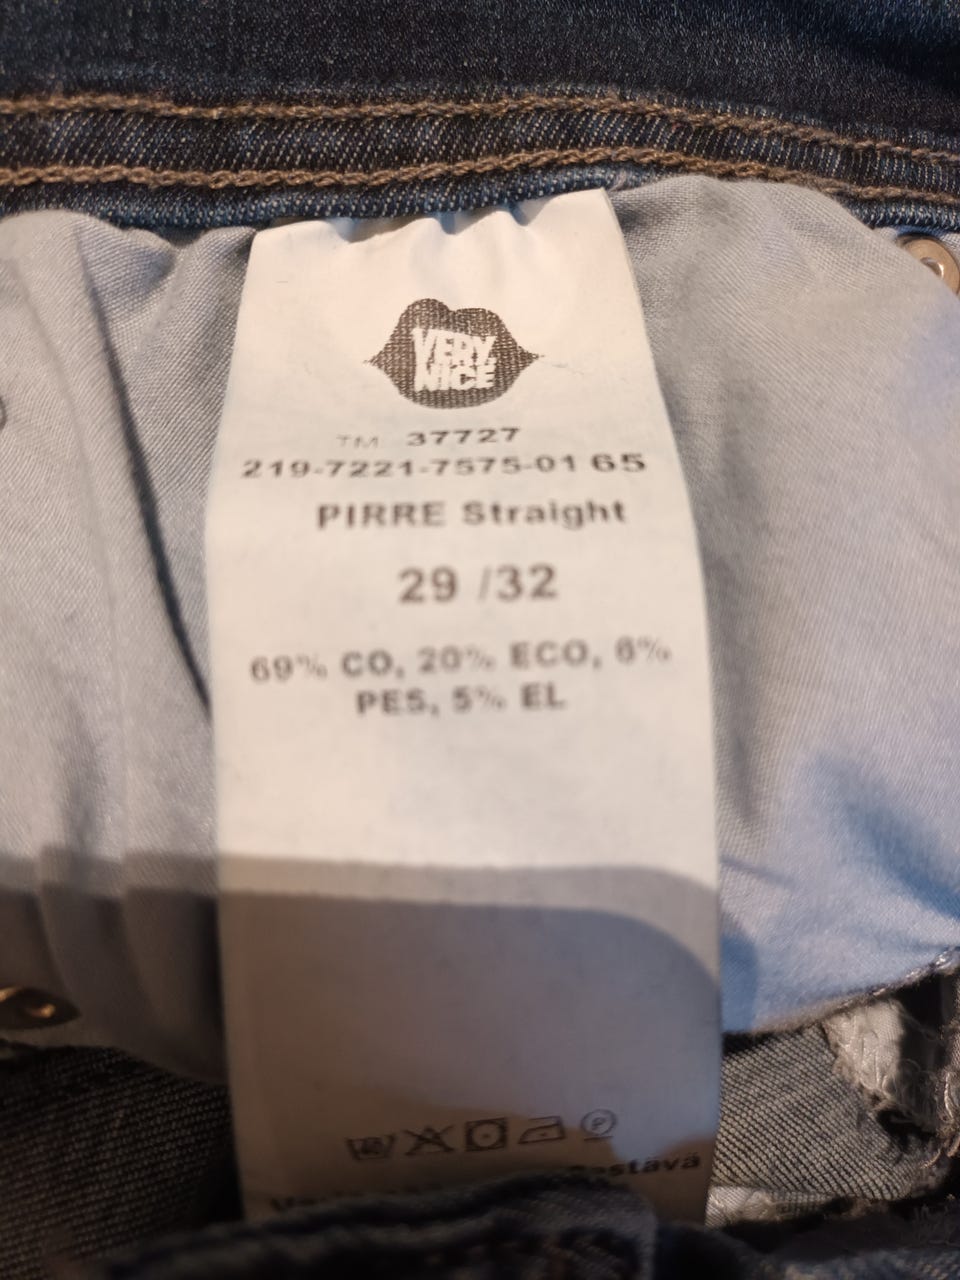 VERY
NICE
TM 37727
219-7221-7575-01 65
PIRRE Straight
29 /32
69% CO, 20% ECO, 6%
PES, 5% EL
P